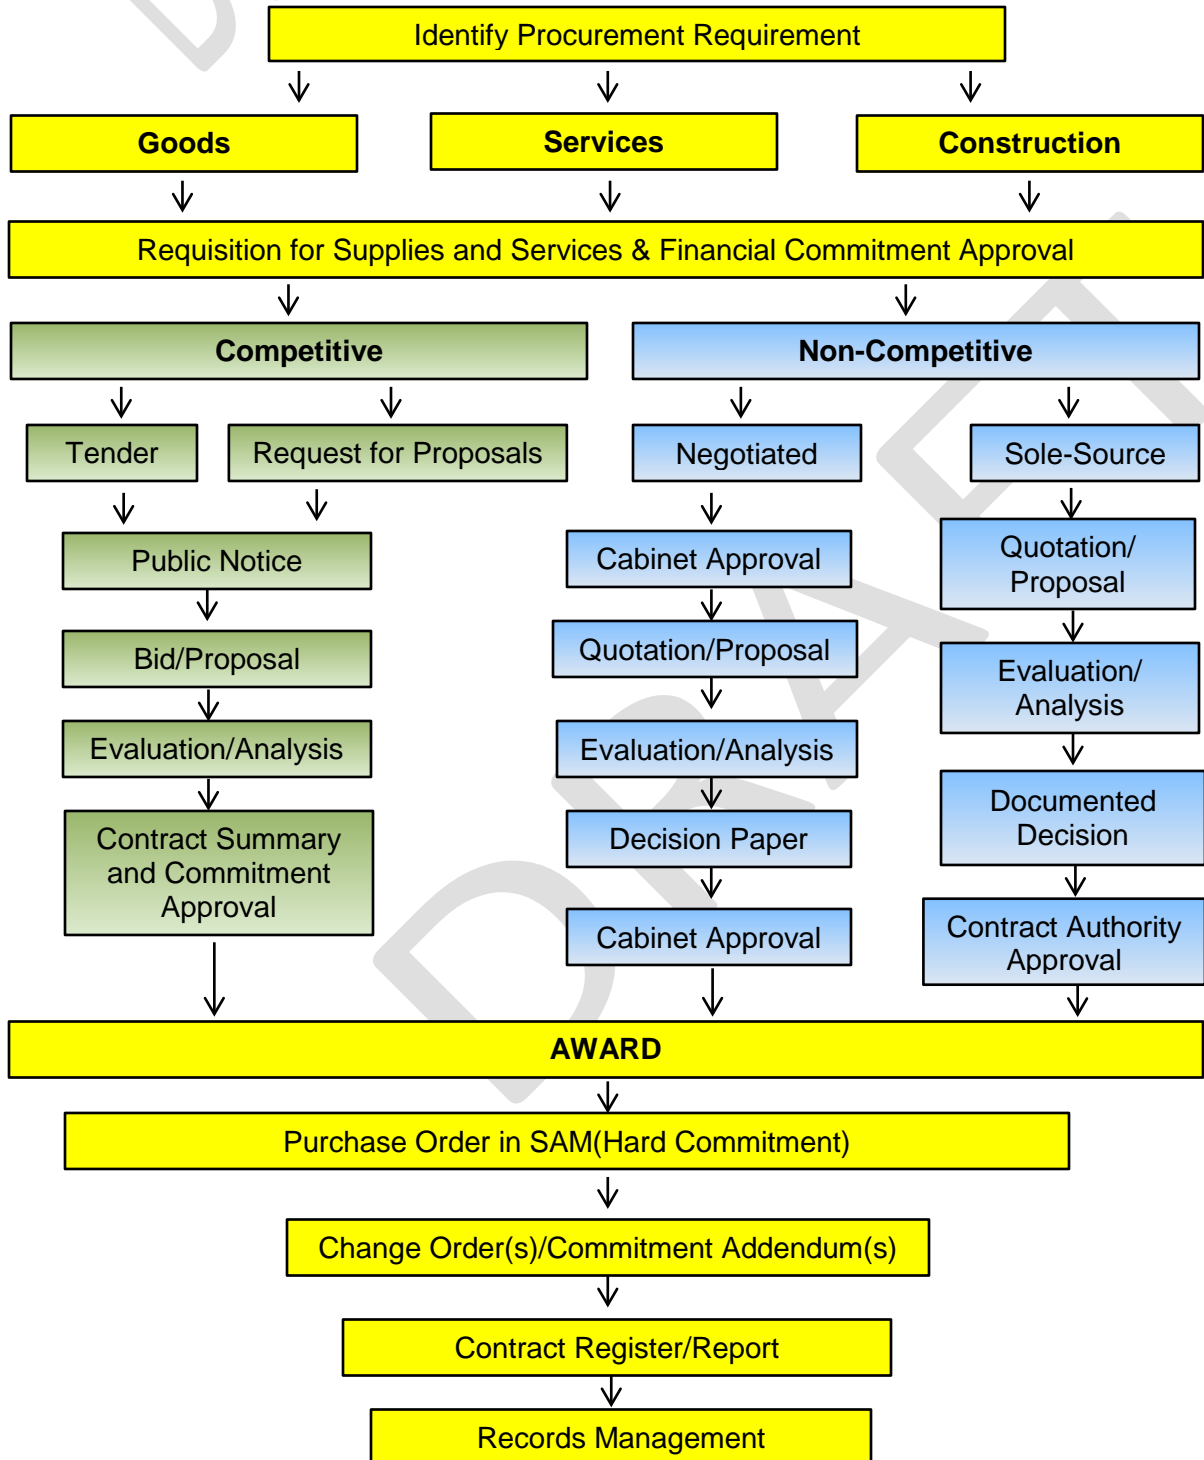 Identify Procurement Requirement
Goods
Services
Construction
Requisition for Supplies and Services & Financial Commitment Approval
Competitive
Non-Competitive
Tender
Request for Proposals
Negotiated
Sole-Source
Public Notice
Cabinet Approval
Quotation/
Proposal
Bid/Proposal
Quotation/Proposal
Evaluation/
Analysis
Evaluation/Analysis
Evaluation/Analysis
Documented
Decision
Contract Summary
and Commitment
Approval
Decision Paper
Cabinet Approval
Contract Authority
Approval
AWARD
Purchase Order in SAM(Hard Commitment)
Change Order(s)/Commitment Addendum(s)
Contract Register/Report
Records Management
DRAFT